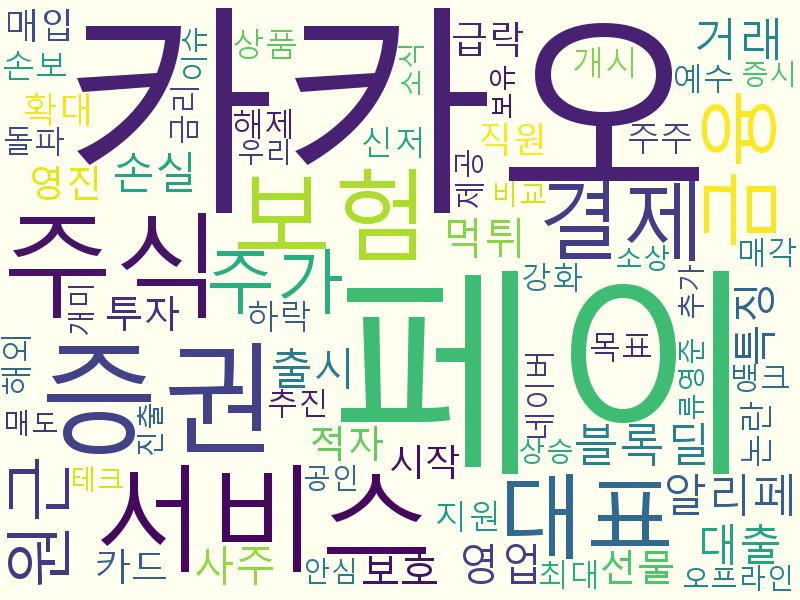 매입
카카오
급락
거래
손보
금리이슈
상품
소식
개시
예수
증시
확대
해제
보유
용돈
돌파
우리
신저
직원
주주
영진
손실
보험
제공
비교
결제
주식
주가
먹튀
소상
매각
강화
개미
투자
하락
페이
추가
특징
목표
해외
증권
출시
네이버
류영준
뱅크
매도
진출
추진
적자
시작
상승
블록딜
논란
원금
테크
서비스
공인
지원
대표
알리페
카드
사주
안심
보호
영업
최대
선물
대출
오프라인